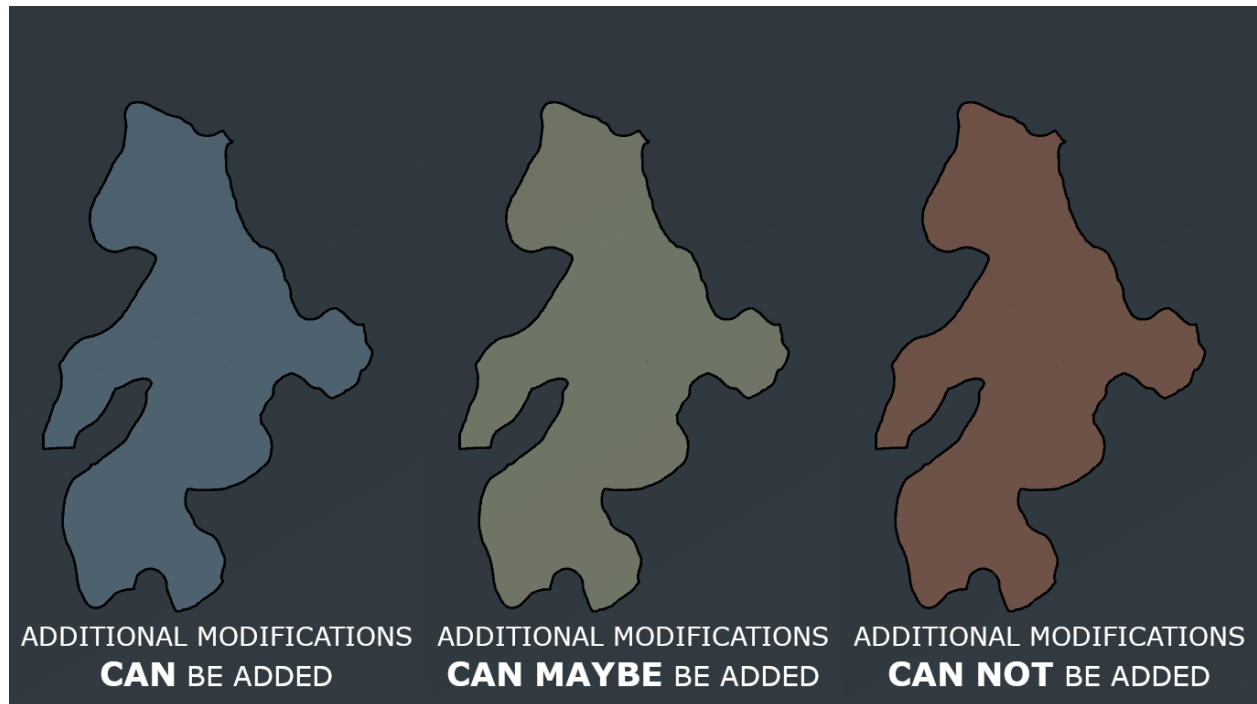 ADDITIONAL MODIFICATIONS
CAN BE ADDED
ADDITIONAL MODIFICATIONS
CAN MAYBE BE ADDED
ADDITIONAL MODIFICATIONS
CAN NOT BE ADDED